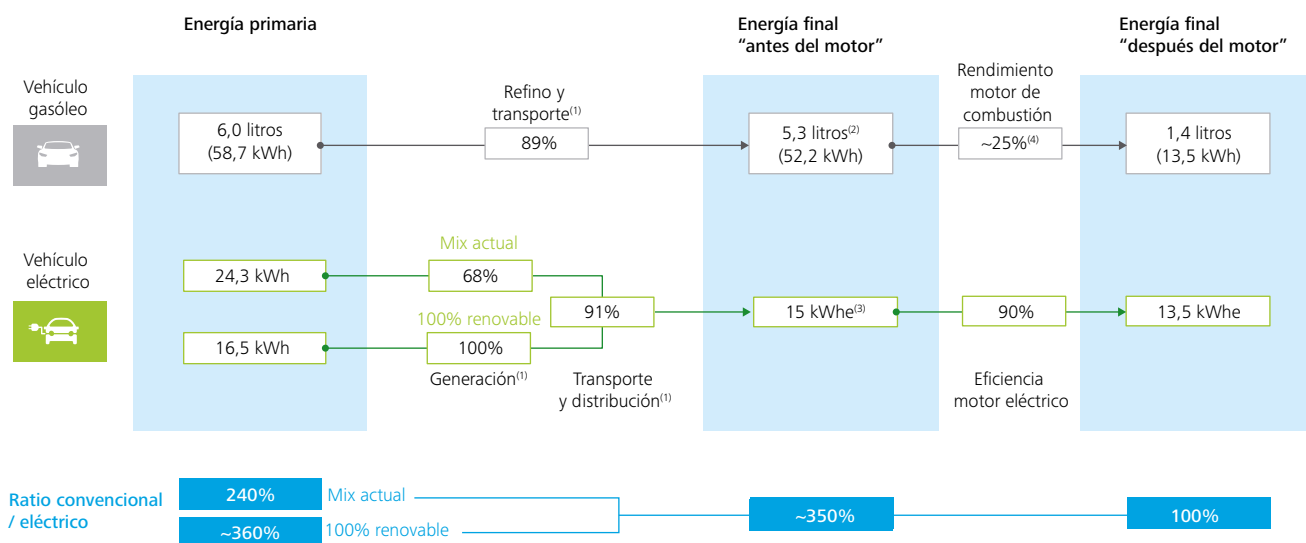 Energía primaria
Energía final
“antes del motor”
Energía final
“después del motor”
Vehículo
gasóleo
6,0 litros
(58,7 kWh)
Refino y
transporte(1)
89%
5,3 litros(2)
(52,2 kWh)
Rendimiento
motor de
combustión
~25%(4)
1,4 litros
(13,5 kWh)
Vehículo
eléctrico
24,3 kWh
Mix actual
68%
16,5 kWh
100% renovable
100%
Generación(1)
91%
Transporte
y distribución(1)
15 kWhe(3)
90%
Eficiencia
motor eléctrico
13,5 kWhe
Ratio convencional
/ eléctrico
240%
Mix actual
~360%
100% renovable
~350%
100%